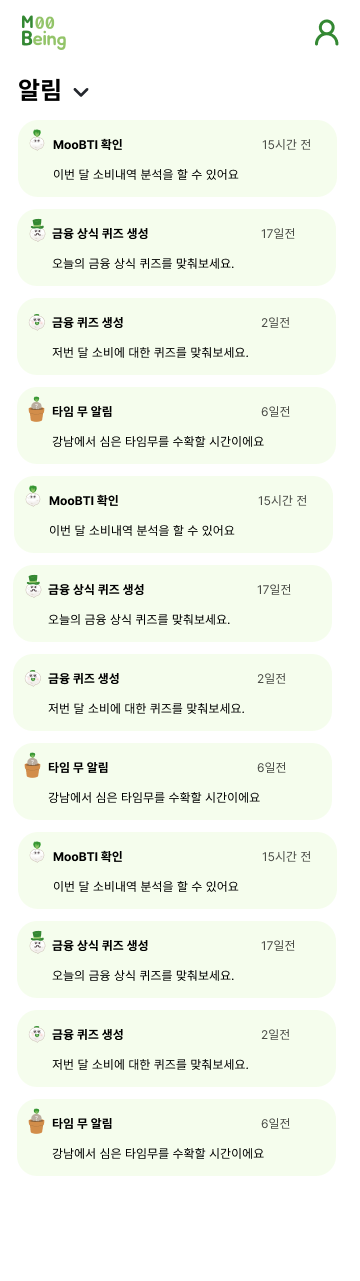 Moo
Being
알림
MooBTI 확인 15시간 전
이번 달 소비내역 분석을 할 수 있어요
금융 상식 퀴즈 생성 17일전
오늘의 금융 상식 퀴즈를 맞춰보세요.
금융 퀴즈 생성 2일전
저번 달 소비에 대한 퀴즈를 맞춰보세요.
타임 무 알림 6일전
강남에서 심은 타임무를 수확할 시간이에요
MooBTI 확인 15시간 전
이번 달 소비내역 분석을 할 수 있어요
금융 상식 퀴즈 생성 17일전
오늘의 금융 상식 퀴즈를 맞춰보세요.
금융 퀴즈 생성 2일전
저번 달 소비에 대한 퀴즈를 맞춰보세요.
타임 무 알림 6일전
강남에서 심은 타임무를 수확할 시간이에요
MooBTI 확인 15시간 전
이번 달 소비내역 분석을 할 수 있어요
금융 상식 퀴즈 생성 17일전
오늘의 금융 상식 퀴즈를 맞춰보세요.
금융 퀴즈 생성 2일전
저번 달 소비에 대한 퀴즈를 맞춰보세요.
타임 무 알림 6일전
강남에서 심은 타임무를 수확할 시간이에요